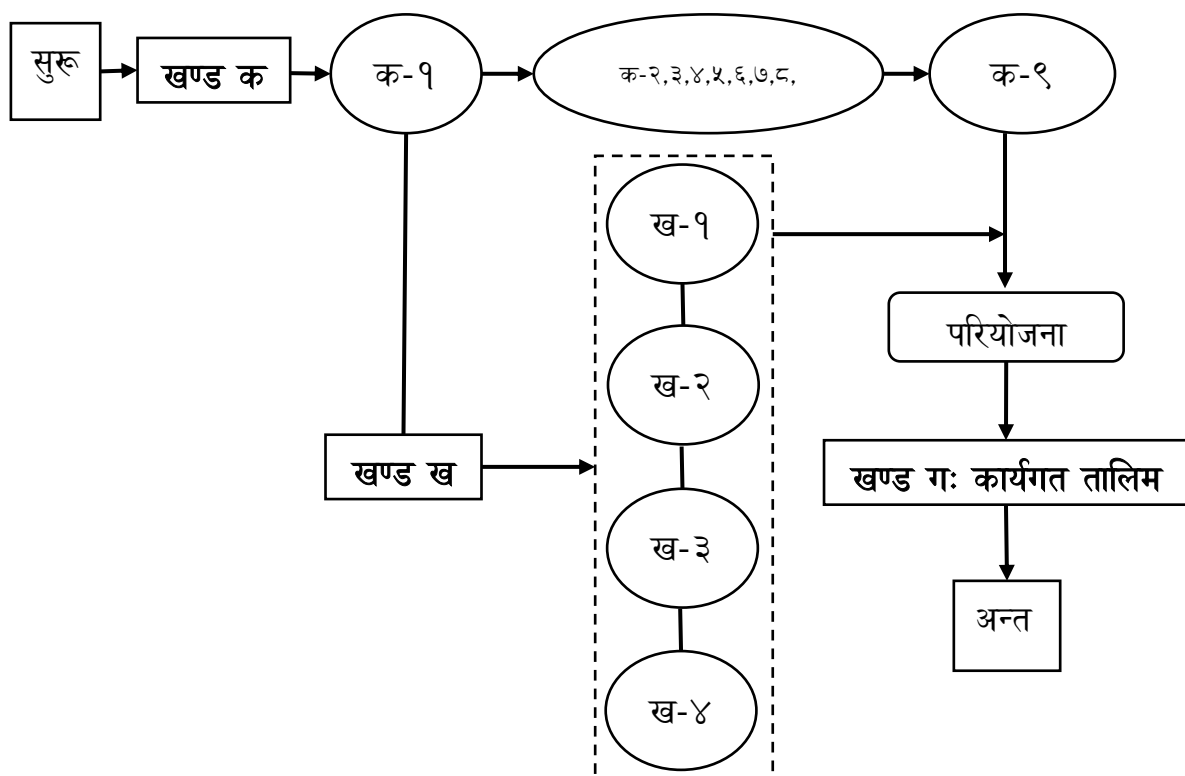 सुरू
खण्ड क
क-१
क-२,३,४,५,६,७,८,
क-९
ख-१
ख-२
ख-३
ख-४
खण्ड ख
परियोजना
खण्ड गः कार्यगत तालिम
अन्त